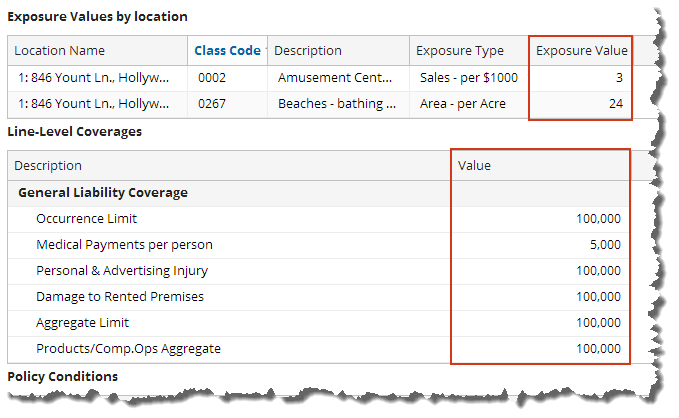 Exposure Values by location
Location Name Class Code Description Exposure Type Exposure Value
1: 846 Yount Ln., Hollyw... 0002 Amusement Cent... Sales - per $1000 3
1: 846 Yount Ln., Hollyw... 0267 Beaches - bathing ... Area - per Acre 24
Line-Level Coverages
Description Value
General Liability Coverage
Occurrence Limit 100,000
Medical Payments per person 5,000
Personal & Advertising Injury 100,000
Damage to Rented Premises 100,000
Aggregate Limit 100,000
Products/Comp.Ops Aggregate 100,000
Policy Conditions